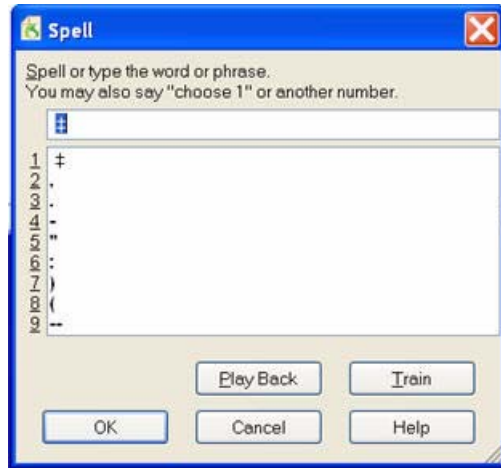 Spell
Spell or type the word or phrase.
You may also say "choose 1" or another number.
‡
1 ‡
2 ,
3 .
4 -
5 "
6 :
7 )
8 (
9 --
Play Back Train
OK Cancel Help